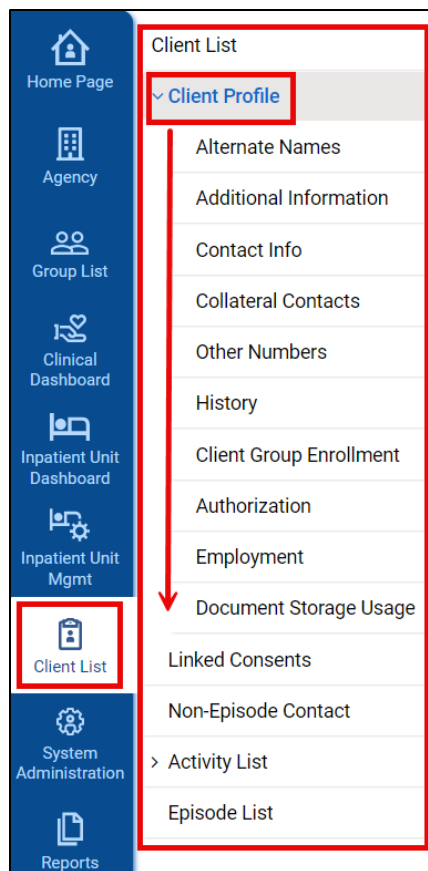 Home Page
Agency
Group List
Clinical
Dashboard
Inpatient Unit
Dashboard
Inpatient Unit
Mgmt
Client List
System
Administration
Reports
Client List
Client Profile
Alternate Names
Additional Information
Contact Info
Collateral Contacts
Other Numbers
History
Client Group Enrollment
Authorization
Employment
Document Storage Usage
Linked Consents
Non-Episode Contact
Activity List
Episode List